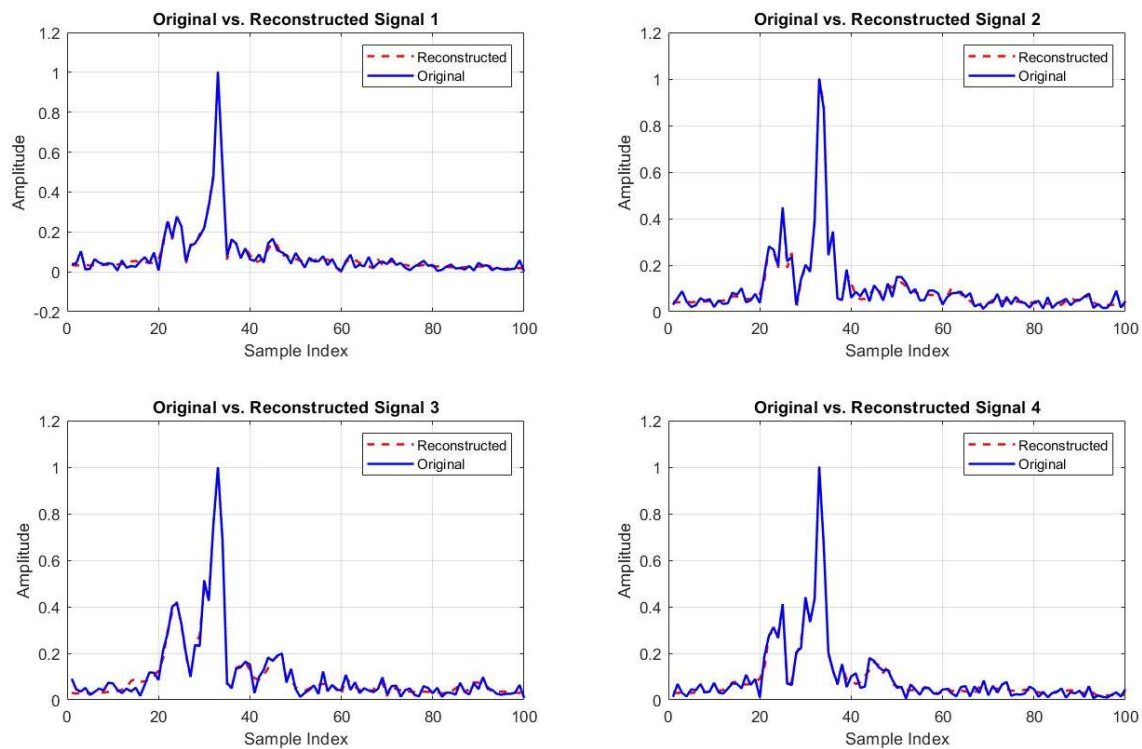 Original vs. Reconstructed Signal 1
1.2
1
0.8
0.6
0.4
0.2
0
-0.2
Amplitude
Reconstructed
Original
0 20 40 60 80 100
Sample Index
Original vs. Reconstructed Signal 2
1.2
1
0.8
0.6
0.4
0.2
0
Amplitude
Reconstructed
Original
0 20 40 60 80 100
Sample Index
Original vs. Reconstructed Signal 3
1.2
1
0.8
0.6
0.4
0.2
0
Amplitude
Reconstructed
Original
0 20 40 60 80 100
Sample Index
Original vs. Reconstructed Signal 4
1.2
1
0.8
0.6
0.4
0.2
0
Amplitude
Reconstructed
Original
0 20 40 60 80 100
Sample Index